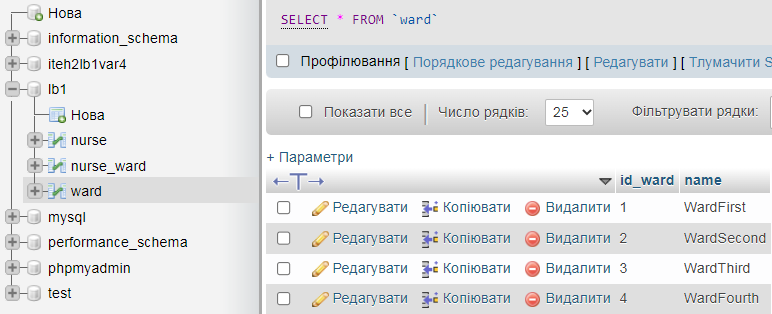 Нова
information_schema
iteh2lb1var4
lb1
Нова
nurse
nurse_ward
ward
mysql
performance_schema
phpmyadmin
test
SELECT * FROM `ward`
Профілювання [ Порядкове редагування ] [ Редагувати ] [ Тлумачити S
Показати все | Число рядків: 25 Фільтрувати рядки:
+ Параметри
←T→ id_ward name
Редагувати Копіювати Видалити 1 WardFirst
Редагувати Копіювати Видалити 2 WardSecond
Редагувати Копіювати Видалити 3 WardThird
Редагувати Копіювати Видалити 4 WardFourth